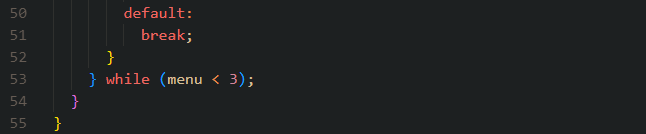 50 default:
51 break;
52 }
53 } while (menu < 3);
54 }
55 }